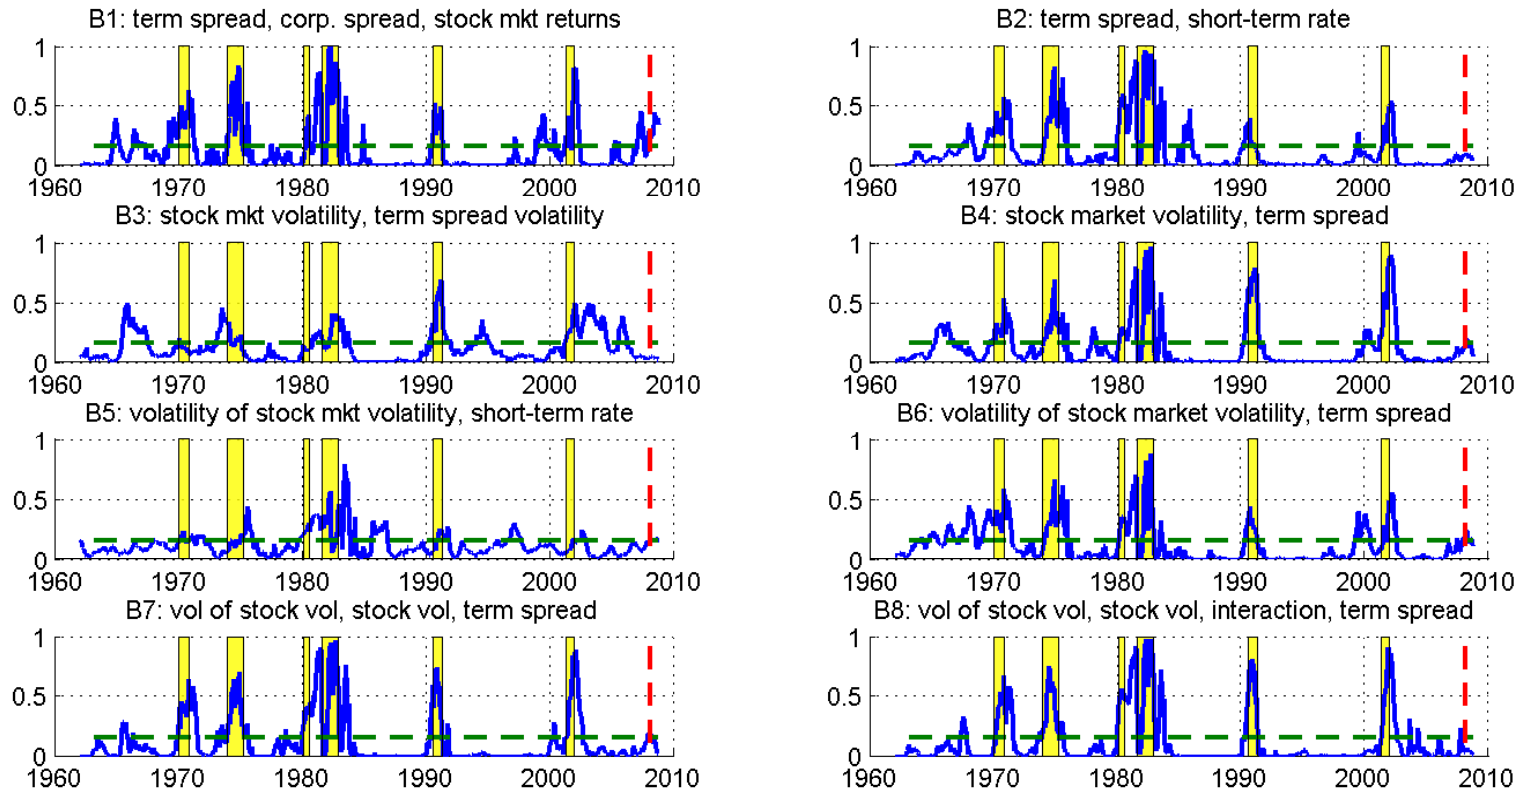 B1: term spread, corp. spread, stock mkt returns
1
0.5
0
1960 1970 1980 1990 2000 2010
B2: term spread, short-term rate
1
0.5
0
1960 1970 1980 1990 2000 2010
B3: stock mkt volatility, term spread volatility
1
0.5
0
1960 1970 1980 1990 2000 2010
B4: stock market volatility, term spread
1
0.5
0
1960 1970 1980 1990 2000 2010
B5: volatility of stock mkt volatility, short-term rate
1
0.5
0
1960 1970 1980 1990 2000 2010
B6: volatility of stock market volatility, term spread
1
0.5
0
1960 1970 1980 1990 2000 2010
B7: vol of stock vol, stock vol, term spread
1
0.5
0
1960 1970 1980 1990 2000 2010
B8: vol of stock vol, stock vol, interaction, term spread
1
0.5
0
1960 1970 1980 1990 2000 2010